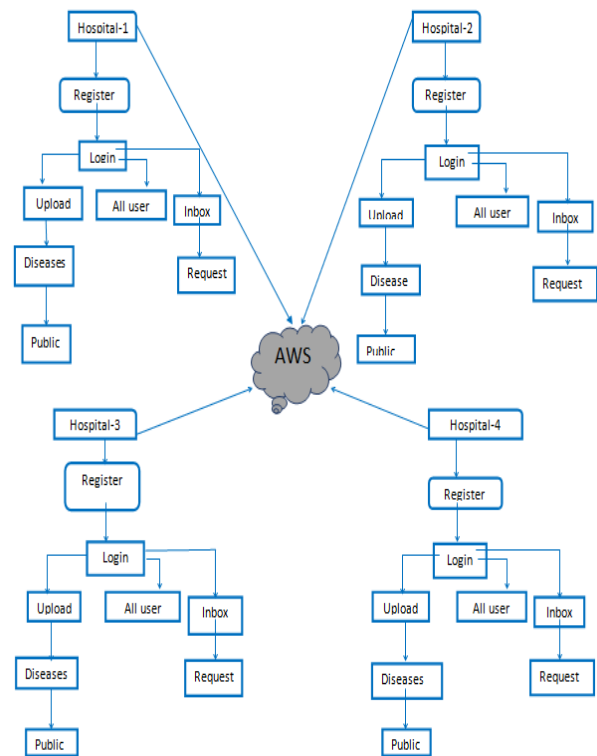 Hospital-1
Register
Login
Upload
All user
Inbox
Diseases
Request
Public
Hospital-2
Register
Login
Upload
All user
Inbox
Disease
Request
Public
AWS
Hospital-3
Register
Login
Upload
All user
Inbox
Diseases
Request
Public
Hospital-4
Register
Login
Upload
All user
Inbox
Diseases
Request
Public